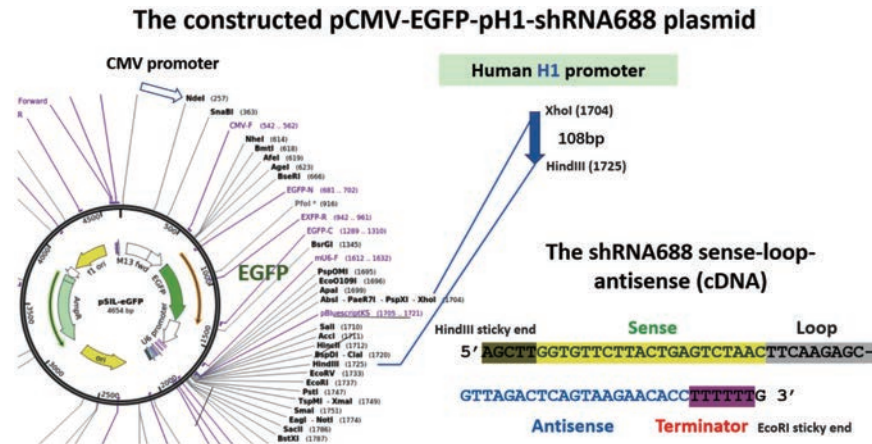 The constructed pCMV-EGFP-pH1-shRNA688 plasmid
CMV promoter
Forward
R
NdeI (257)
SnaBI (363)
CMV-F (542 .. 562)
NheI (614)
BmtI (618)
AfeI (619)
AgeI (623)
BseRI (666)
EGFP-N (681 .. 702)
PfoI * (916)
EXFP-R (942 .. 961)
EGFP-C (1289 .. 1310)
BsrGI (1345)
mU6-F (1612 .. 1632)
PspOMI (1695)
EcoO109I (1696)
ApaI (1699)
AbsI - PaeR7I - PspXI - XhoI (1704)
pBluescriptKS (1705 .. 1721)
SalI (1710)
AccI (1711)
HincII (1712)
BspDI - ClaI (1720)
HindIII (1725)
EcoRV (1733)
EcoRI (1737)
PstI (1747)
TspMI - XmaI (1749)
SmaI (1751)
EagI - NotI (1774)
SacII (1786)
BstXI (1787)
EGFP
4500
500
1000
1500
2000
2500
3000
3500
4000
f1 ori
M13 fwd
EGFP
AmpR
pSIL-eGFP
4654 bp
U6 promoter
ori
Human H1 promoter
XhoI (1704)
108bp
HindIII (1725)
The shRNA688 sense-loop-
antisense (cDNA)
HindIII sticky end
Sense
Loop
5' AGCTTGGTGTTCTTACTGAGTCTAACTTCAAGAGC-
GTTAGACTCAGTAAGAACACCTTTTTTG 3'
Antisense
Terminator
EcoRI sticky end